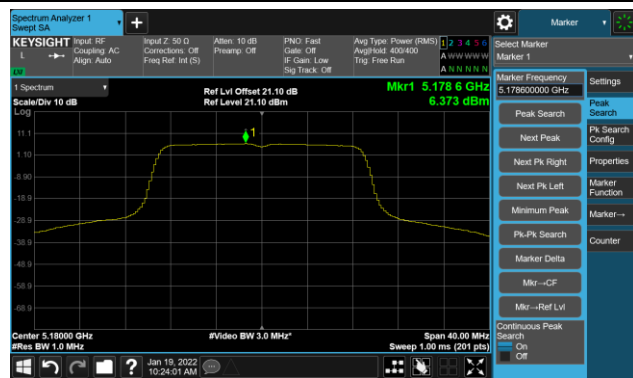 Spectrum Analyzer 1
Swept SA
Marker
KEYSIGHT
L
LV
Input: RF
Coupling: AC
Align: Auto
Input Z: 50 Ω
Corrections: Off
Freq Ref: Int (S)
Atten: 10 dB
Preamp: Off
PNO: Fast
Gate: Off
IF Gain: Low
Sig Track: Off
Avg Type: Power (RMS)
Avg|Hold: 400/400
Trig: Free Run
1 2 3 4 5 6
A W W W W W
A N N N N N
Select Marker
Marker 1
1 Spectrum
Scale/Div 10 dB
Log
Ref Lvl Offset 21.10 dB
Ref Level 21.10 dBm
Mkr1 5.178 6 GHz
6.373 dBm
1
11.1
1.10
-8.90
-18.9
-28.9
-38.9
-48.9
-58.9
-68.9
Center 5.18000 GHz
#Res BW 1.0 MHz
#Video BW 3.0 MHz*
Span 40.00 MHz
Sweep 1.00 ms (201 pts)
Marker Frequency
5.178600000 GHz
Peak Search
Next Peak
Next Pk Right
Next Pk Left
Minimum Peak
Pk-Pk Search
Marker Delta
Mkr→CF
Mkr→Ref Lvl
Continuous Peak
Search
On
Off
Settings
Peak
Search
Pk Search
Config
Properties
Marker
Function
Marker→
Counter
?
Jan 19, 2022
10:24:01 AM